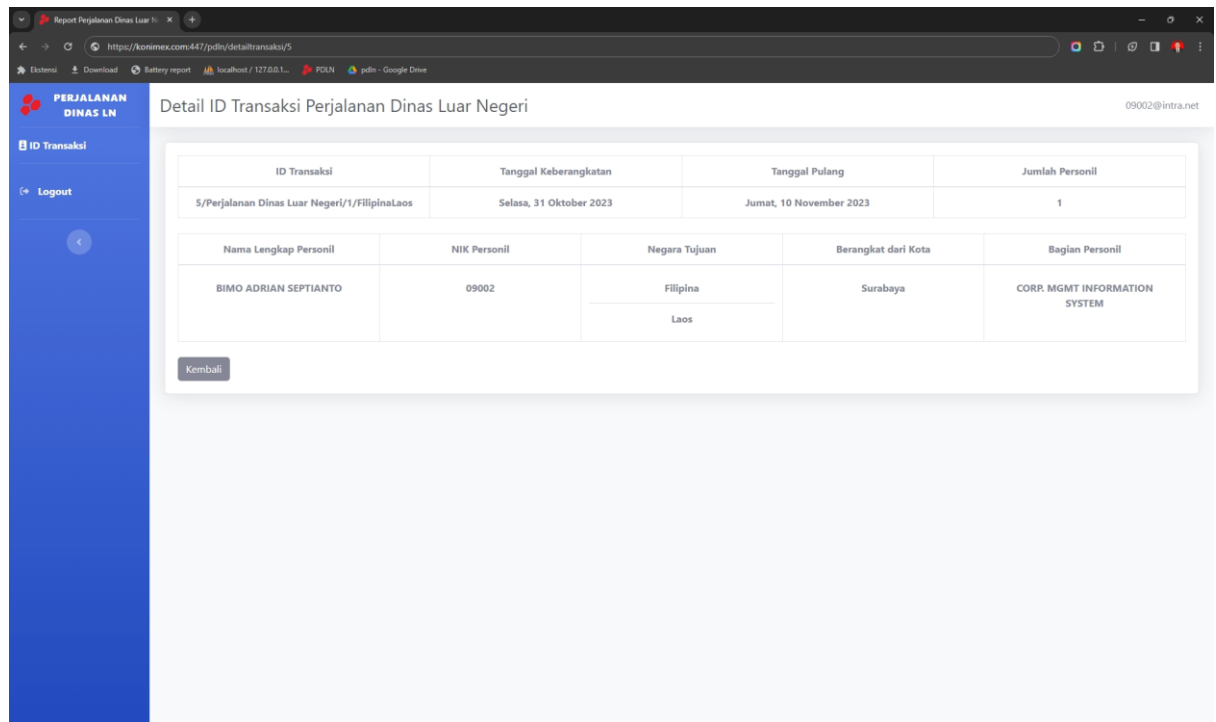 Report Perjalanan Dinas Luar N
https://konimex.com:447/pdln/detailtransaksi/5
Ekstensi Download Battery report localhost / 127.0.0.1... PDLN pdln - Google Drive
PERJALANAN
DINAS LN
Detail ID Transaksi Perjalanan Dinas Luar Negeri
09002@intra.net
ID Transaksi
Logout
ID Transaksi Tanggal Keberangkatan Tanggal Pulang Jumlah Personil
5/Perjalanan Dinas Luar Negeri/1/FilipinaLaos Selasa, 31 Oktober 2023 Jumat, 10 November 2023 1
Nama Lengkap Personil NIK Personil Negara Tujuan Berangkat dari Kota Bagian Personil
BIMO ADRIAN SEPTIANTO 09002 Filipina Surabaya CORP. MGMT INFORMATION
SYSTEM
Laos
Kembali